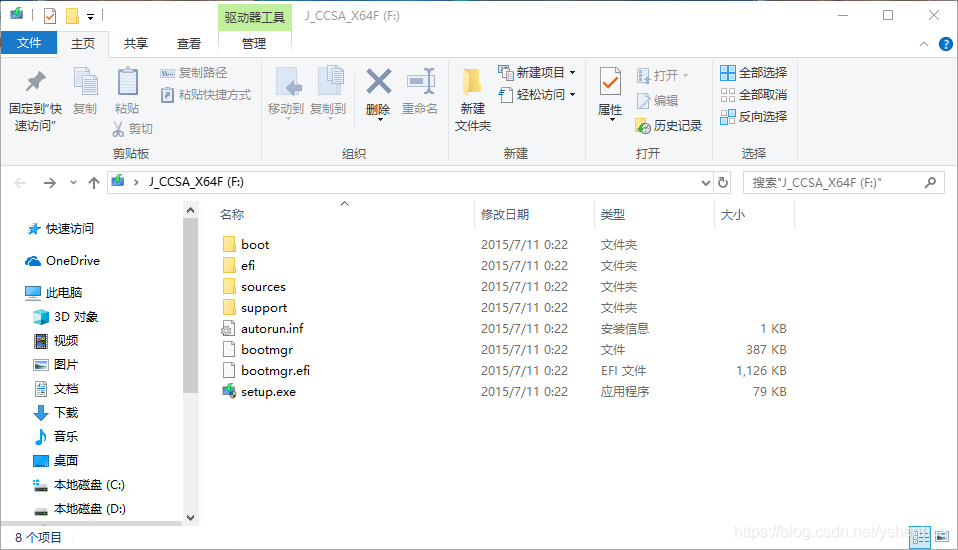 驱动器工具 J_CCSA_X64F (F:)
文件 主页 共享 查看 管理
固定到“快速访问”
复制
粘贴
复制路径
粘贴快捷方式
剪切
剪贴板
移动到
复制到
删除
重命名
组织
新建
文件夹
新建项目
轻松访问
新建
属性
打开
编辑
历史记录
打开
全部选择
全部取消
反向选择
选择
J_CCSA_X64F (F:)
搜索"J_CCSA_X64F (F:)"
快速访问
OneDrive
此电脑
3D 对象
视频
图片
文档
下载
音乐
桌面
本地磁盘 (C:)
本地磁盘 (D:)
名称 修改日期 类型 大小
boot 2015/7/11 0:22 文件夹
efi 2015/7/11 0:22 文件夹
sources 2015/7/11 0:22 文件夹
support 2015/7/11 0:22 文件夹
autorun.inf 2015/7/11 0:22 安装信息 1 KB
bootmgr 2015/7/11 0:22 文件 387 KB
bootmgr.efi 2015/7/11 0:22 EFI 文件 1,126 KB
setup.exe 2015/7/11 0:22 应用程序 79 KB
8 个项目